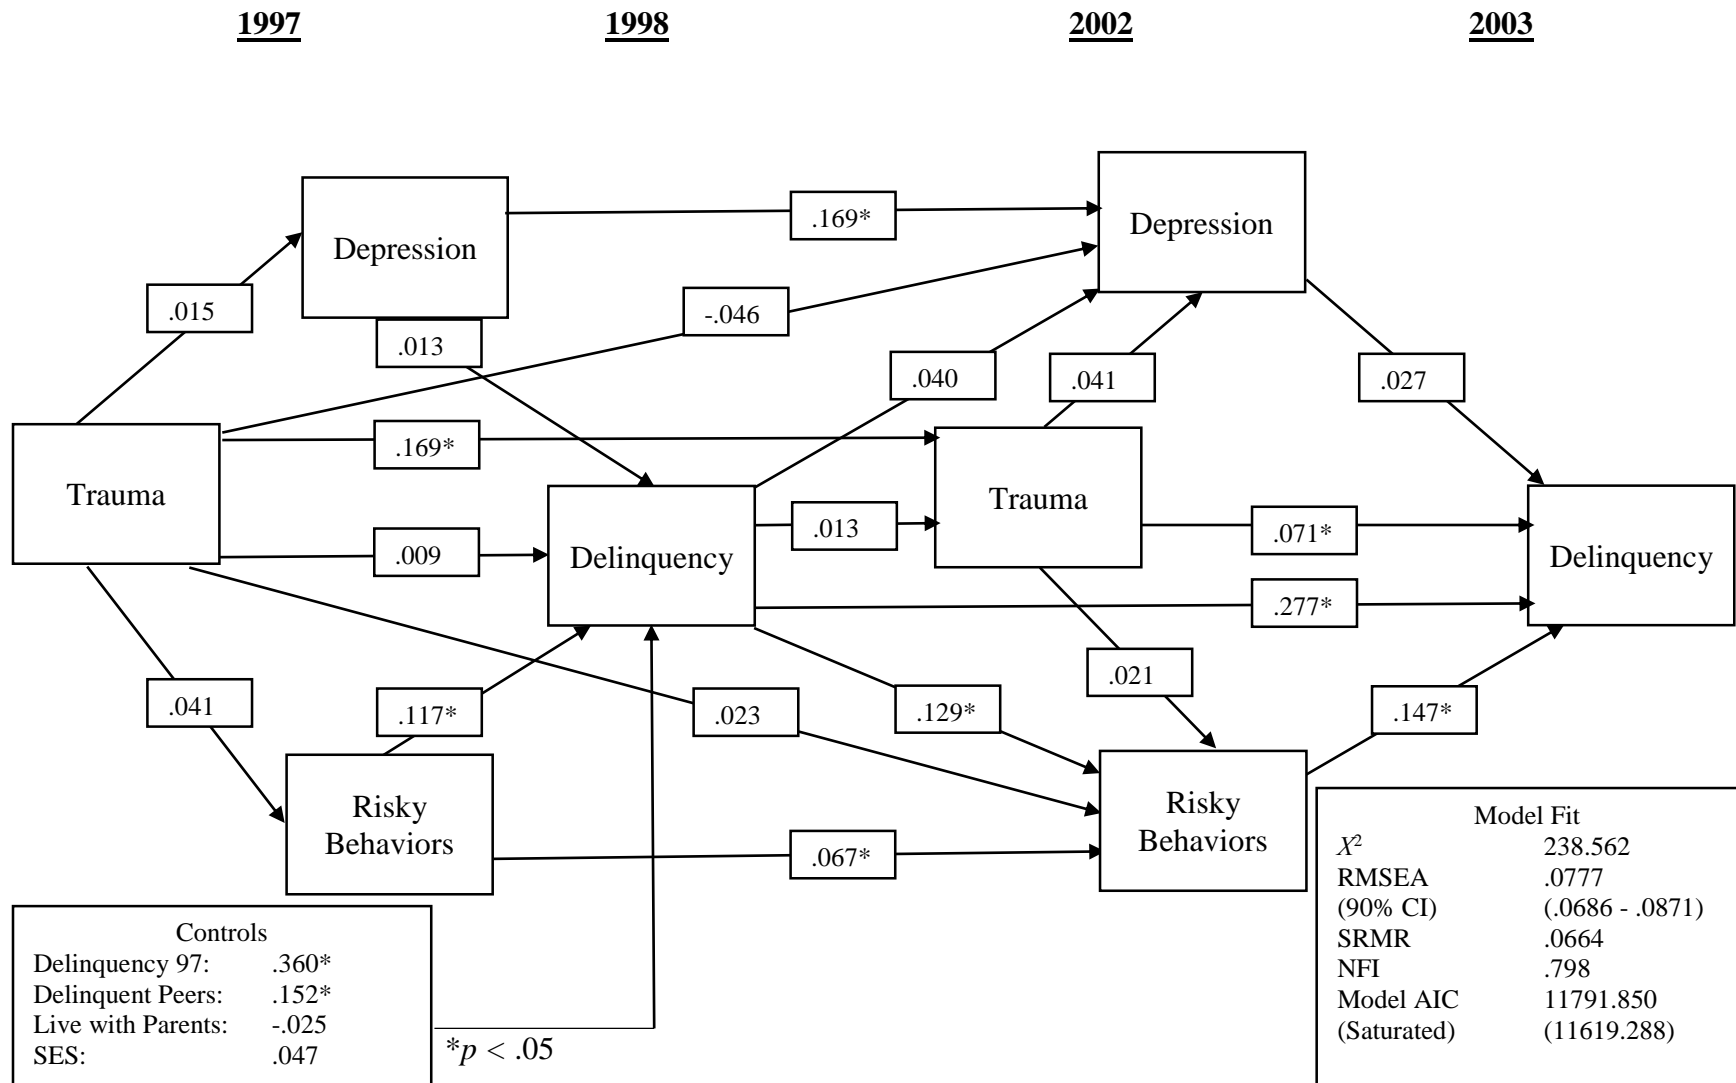 1997 1998 2002 2003
Depression
Depression
.169*
.015
-.046
.013
.040
.041
.027
.169*
Trauma
Trauma
.013
.071*
.009
Delinquency
Delinquency
.277*
.021
.041
.117*
.023
.129*
.147*
Risky
Behaviors
Risky
Behaviors
.067*
Model Fit
X² 238.562
RMSEA .0777
(90% CI) (.0686 - .0871)
SRMR .0664
NFI .798
Model AIC 11791.850
(Saturated) (11619.288)
Controls
Delinquency 97: .360*
Delinquent Peers: .152*
Live with Parents: -.025
SES: .047
*p < .05